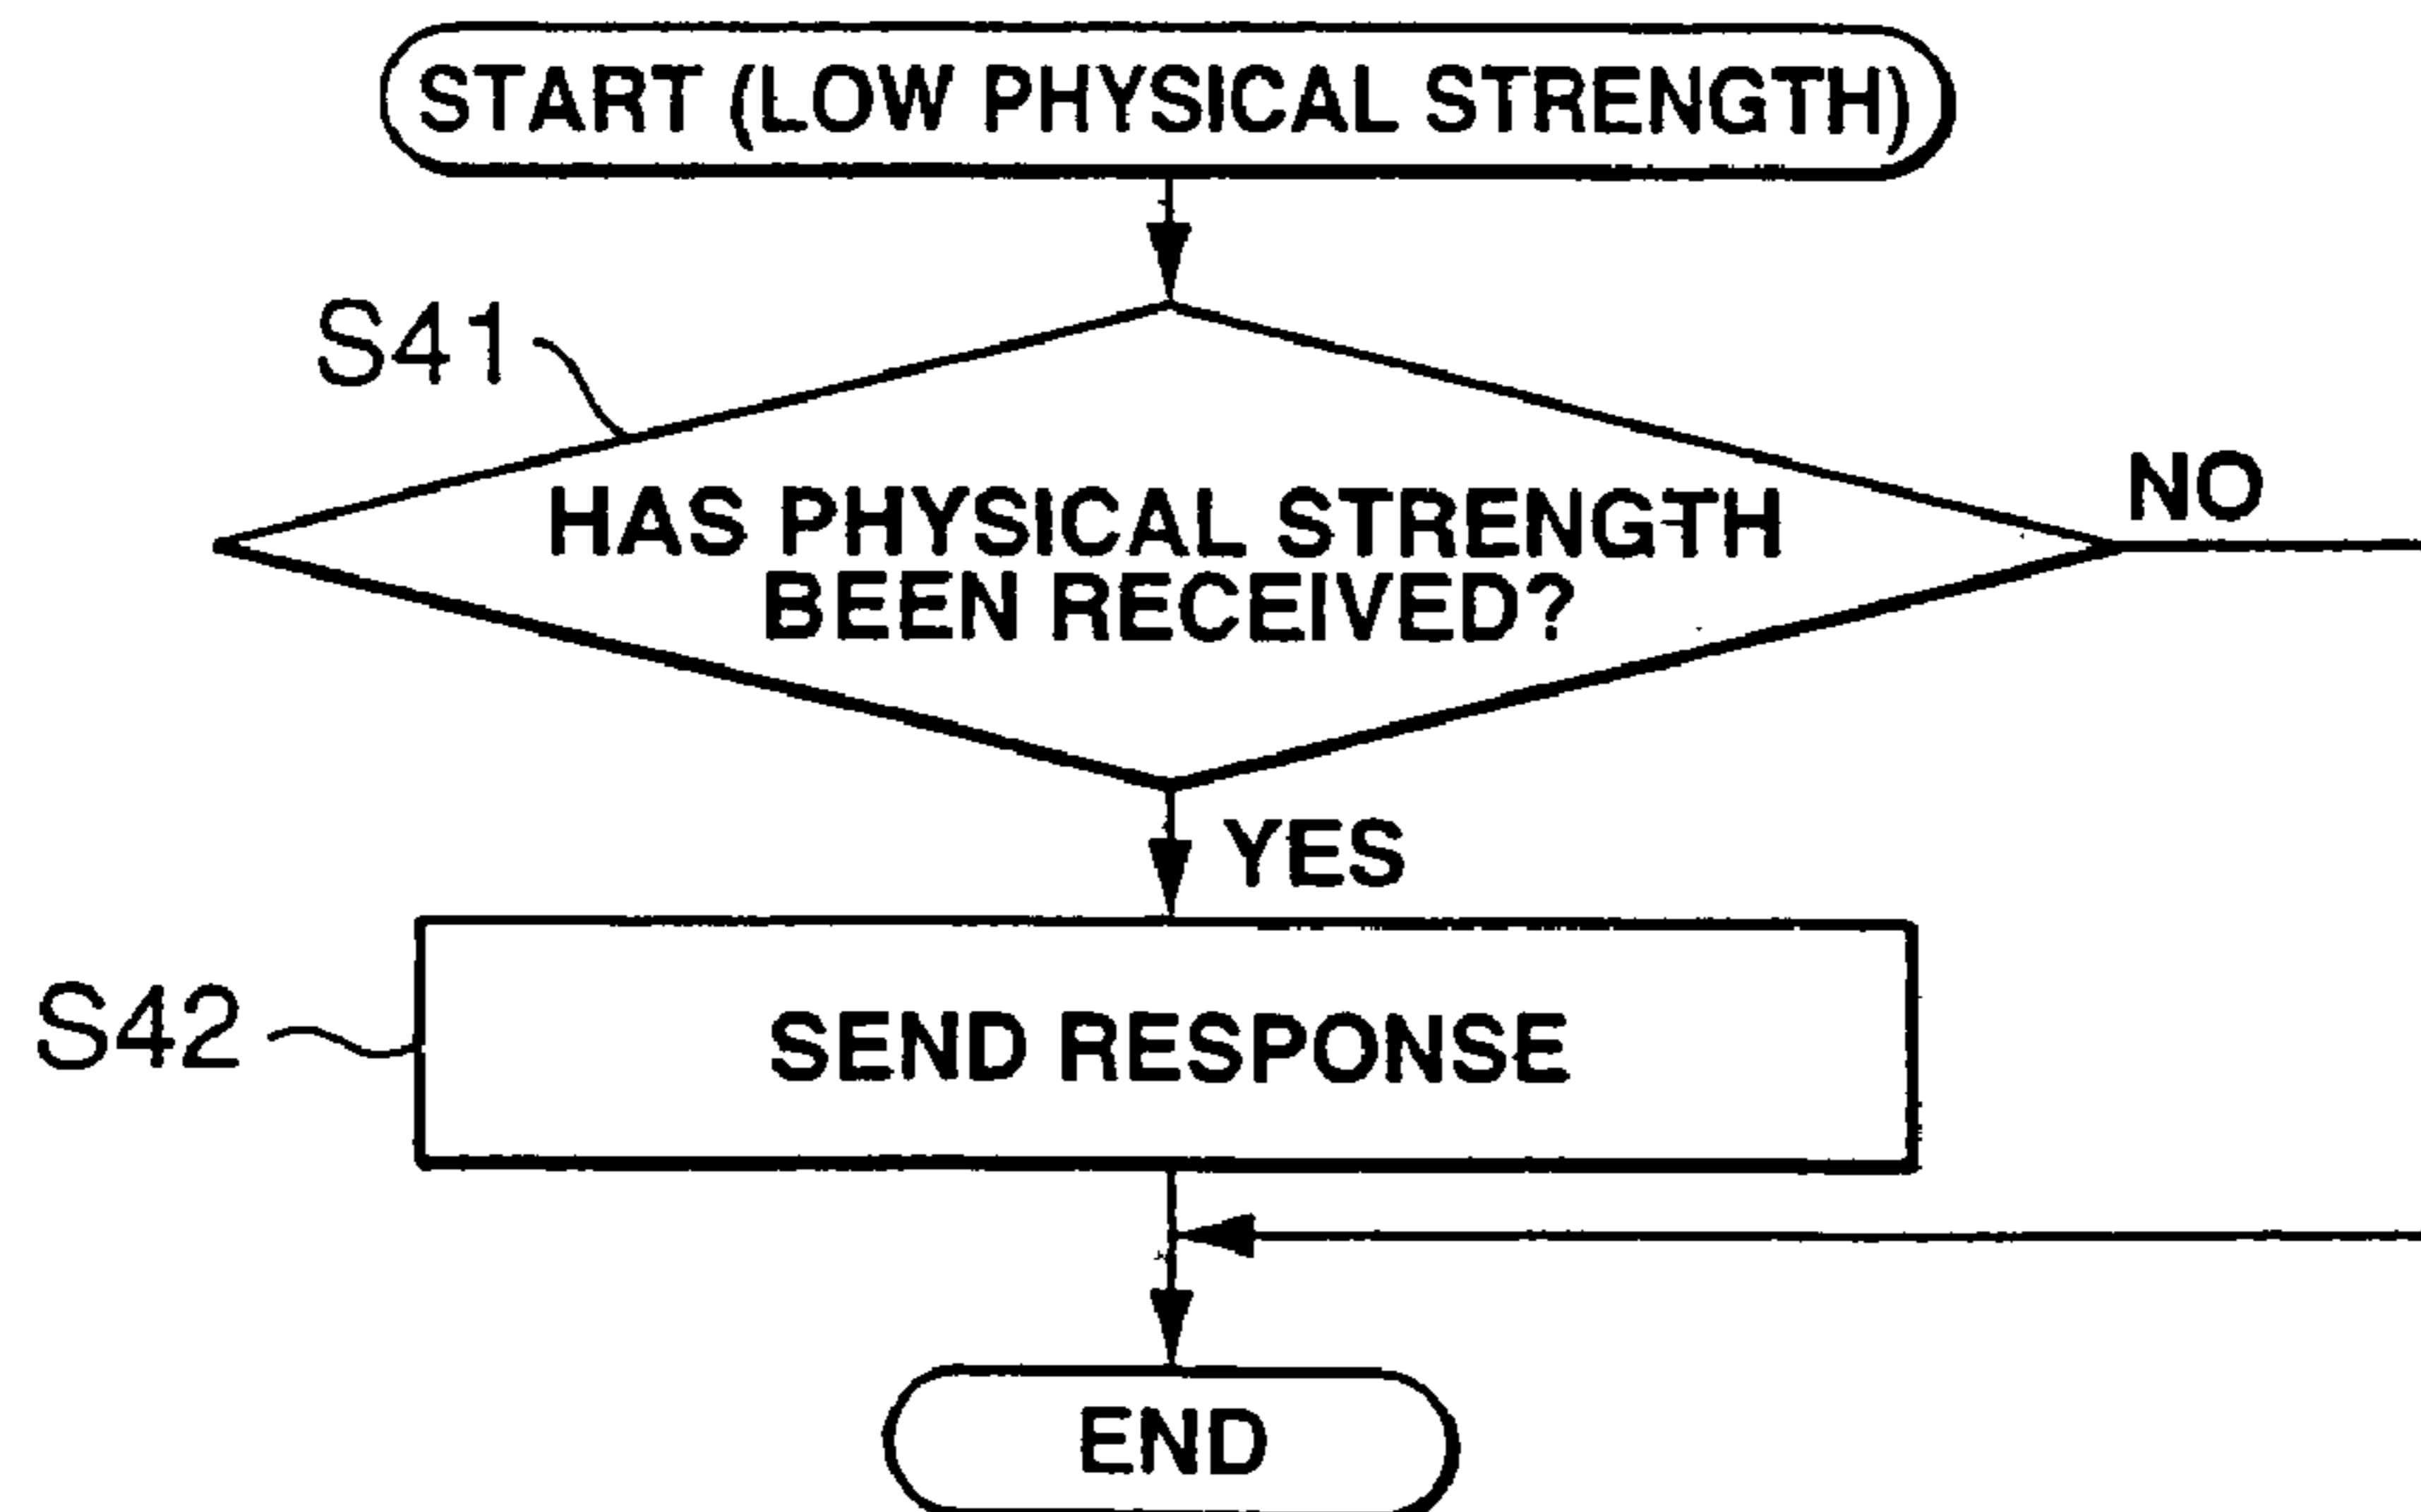 START (LOW PHYSICAL STRENGTH)
S41
HAS PHYSICAL STRENGTH
BEEN RECEIVED?
NO
YES
S42
SEND RESPONSE
END